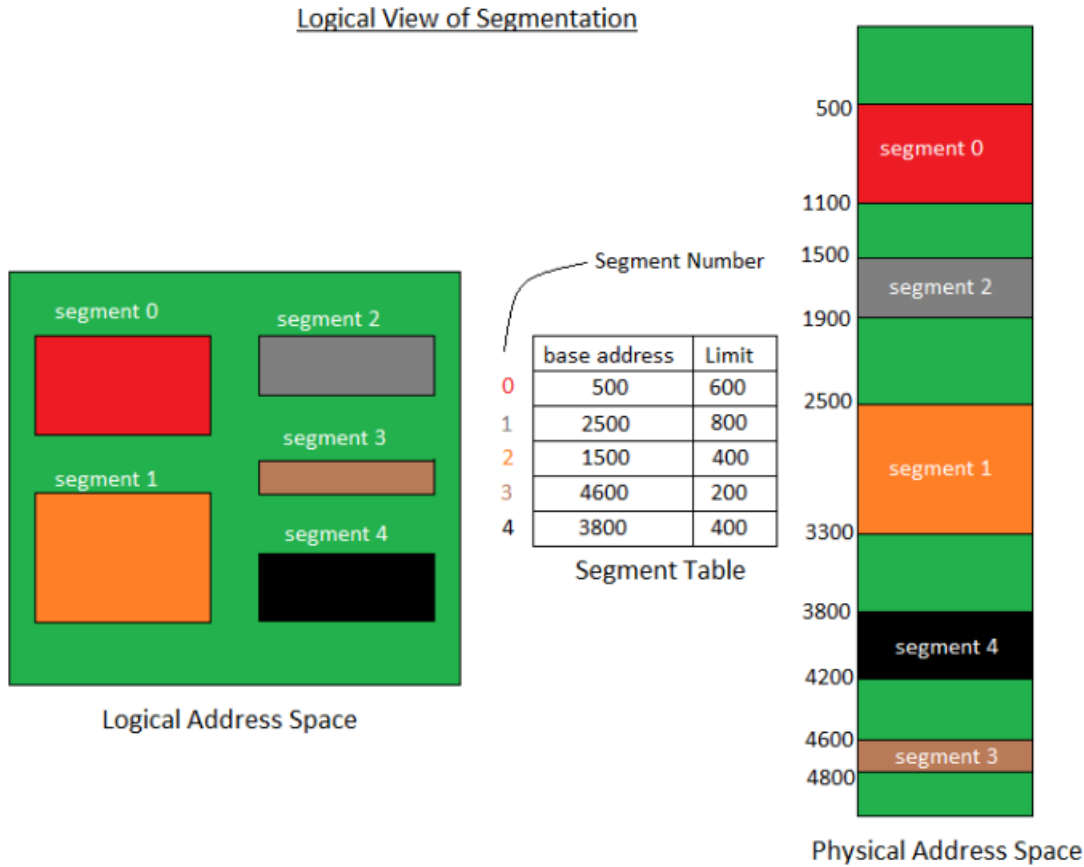 Logical View of Segmentation
segment 0
segment 2
segment 3
segment 1
segment 4
Logical Address Space
Segment Number
base address Limit
0 500 600
1 2500 800
2 1500 400
3 4600 200
4 3800 400
Segment Table
500
segment 0
1100
1500
segment 2
1900
2500
segment 1
3300
3800
segment 4
4200
4600
segment 3
4800
Physical Address Space